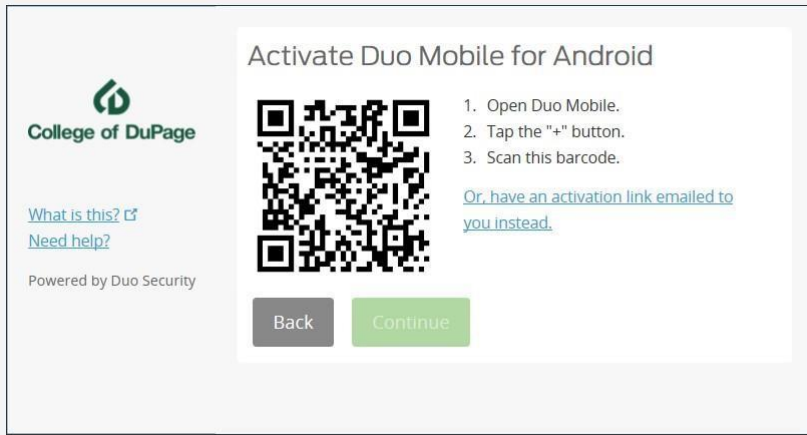 College of DuPage
What is this?
Need help?
Powered by Duo Security
Activate Duo Mobile for Android
1. Open Duo Mobile.
2. Tap the "+" button.
3. Scan this barcode.
Or, have an activation link emailed to
you instead.
Back
Continue